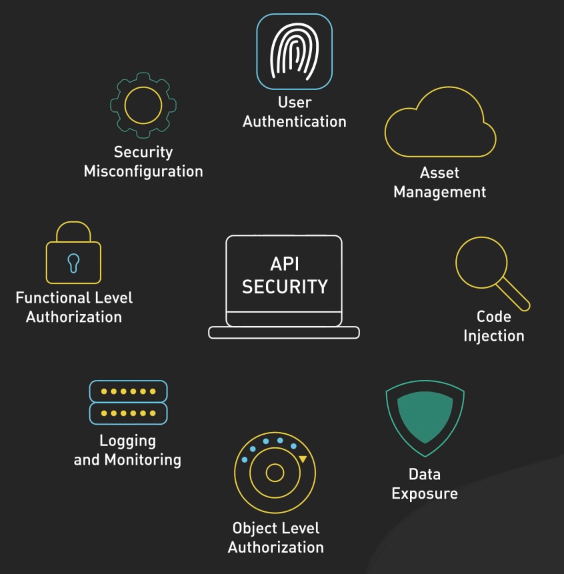 User
Authentication
Security
Misconfiguration
Asset
Management
API
SECURITY
Functional Level
Authorization
Code
Injection
Logging
and Monitoring
Data
Exposure
Object Level
Authorization